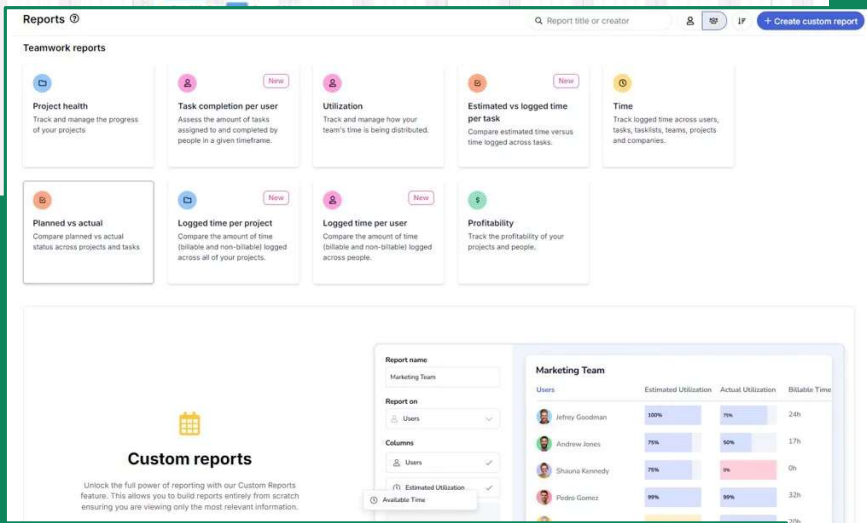 Reports
Report title or creator
+ Create custom report
Teamwork reports
Project health
Track and manage the progress
of your projects
New
Task completion per user
Assess the amount of tasks
assigned to and completed by
people in a given timeframe.
Utilization
Track and manage how your
team's time is being distributed.
New
Estimated vs logged time
per task
Compare estimated time versus
time logged across tasks.
Time
Track logged time across users,
tasks, tasklists, teams, projects
and companies.
Planned vs actual
Compare planned vs actual
status across projects and tasks
New
Logged time per project
Compare the amount of time
(billable and non-billable) logged
across all of your projects.
New
Logged time per user
Compare the amount of time
(billable and non-billable) logged
across people.
$
Profitability
Track the profitability of your
projects and people.
Custom reports
Unlock the full power of reporting with our Custom Reports
feature. This allows you to build reports entirely from scratch
ensuring you are viewing only the most relevant information.
Report name
Marketing Team
Report on
Users
Columns
Users
Estimated Utilization
Available Time
Marketing Team
Users Estimated Utilization Actual Utilization Billable Time
Jefrey Goodman 100% 75% 24h
Andrew Jones 75% 50% 17h
Shauna Kennedy 75% 0% 0h
Pedro Gomez 99% 99% 32h
20h